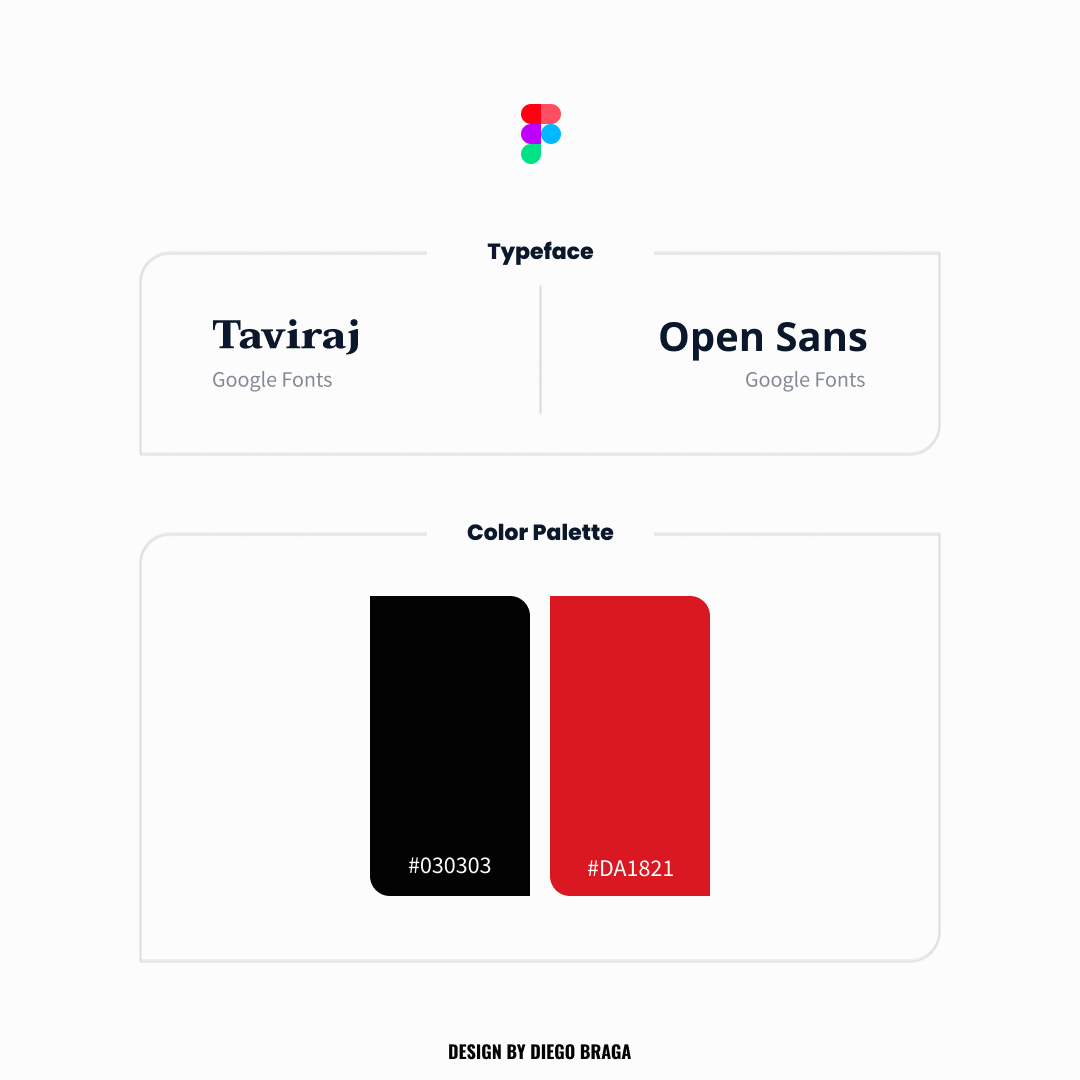 Typeface
Taviraj
Google Fonts
Open Sans
Google Fonts
Color Palette
#030303
#DA1821
DESIGN BY DIEGO BRAGA